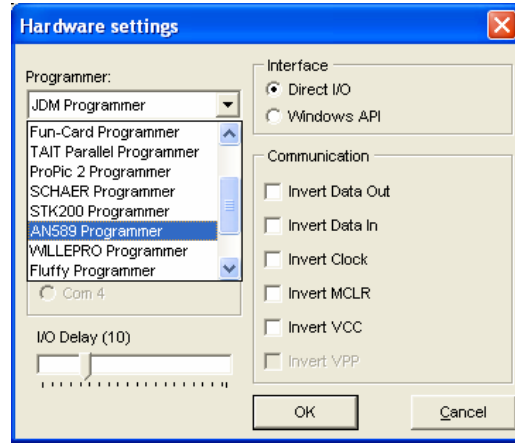 Hardware settings
Programmer:
JDM Programmer
Fun-Card Programmer
TAIT Parallel Programmer
ProPic 2 Programmer
SCHAER Programmer
STK200 Programmer
AN589 Programmer
WILLEPRO Programmer
Fluffy Programmer
Com 4
I/O Delay (10)
Interface
Direct I/O
Windows API
Communication
Invert Data Out
Invert Data In
Invert Clock
Invert MCLR
Invert VCC
Invert VPP
OK
Cancel